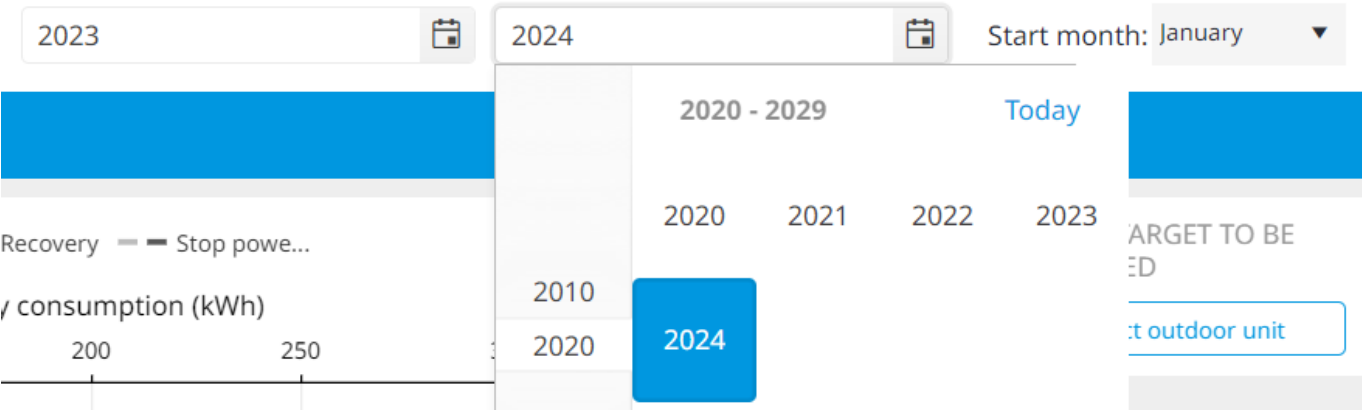 2023
2024
Start month: January
2020 - 2029
Today
2020 2021 2022 2023
Recovery
Stop powe...
ARGET TO BE
ED
consumption (kWh)
200 250
2010
2020
2024
ct outdoor unit